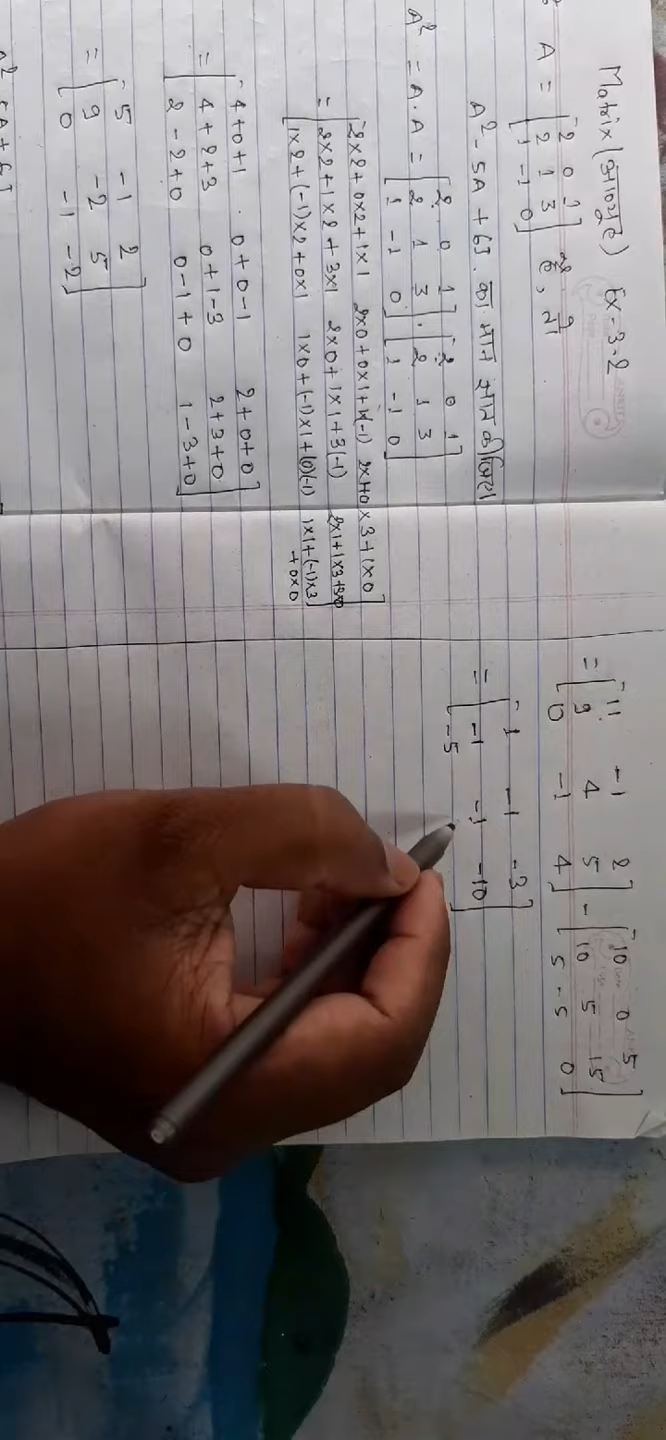 Matrix (आव्यूह) Ex-3.2
A = [2 0 1
2 1 3
1 -1 0] है, तो
A² - 5A + 6I. का मान ज्ञात कीजिए।
A² = A.A = [2 0 1
2 1 3
1 -1 0] . [2 0 1
2 1 3
1 -1 0]
= [2×2 + 0×2 + 1×1 2×0 + 0×1 + 1(-1) 2×1+0×3+1×0
2×2 + 1×2 + 3×1 2×0 + 1×1 + 3(-1) 2×1+1×3+3×0
1×2 + (-1)×2 + 0×1 1×0 + (-1)×1 + (0)(-1) 1×1+(-1)×3
+ 0×0]
= [4+0+1 0+0-1 2+0+0
4+2+3 0+1-3 2+3+0
2-2+0 0-1+0 1-3+0]
= [5 -1 2
9 -2 5
0 -1 -2]
A² - 5A + 6I
= [11 -1 2
9 4 5
0 -1 4] - [10 0 5
10 5 15
5 -5 0]
= [1 -1 -3
-1 -1 -10
-5